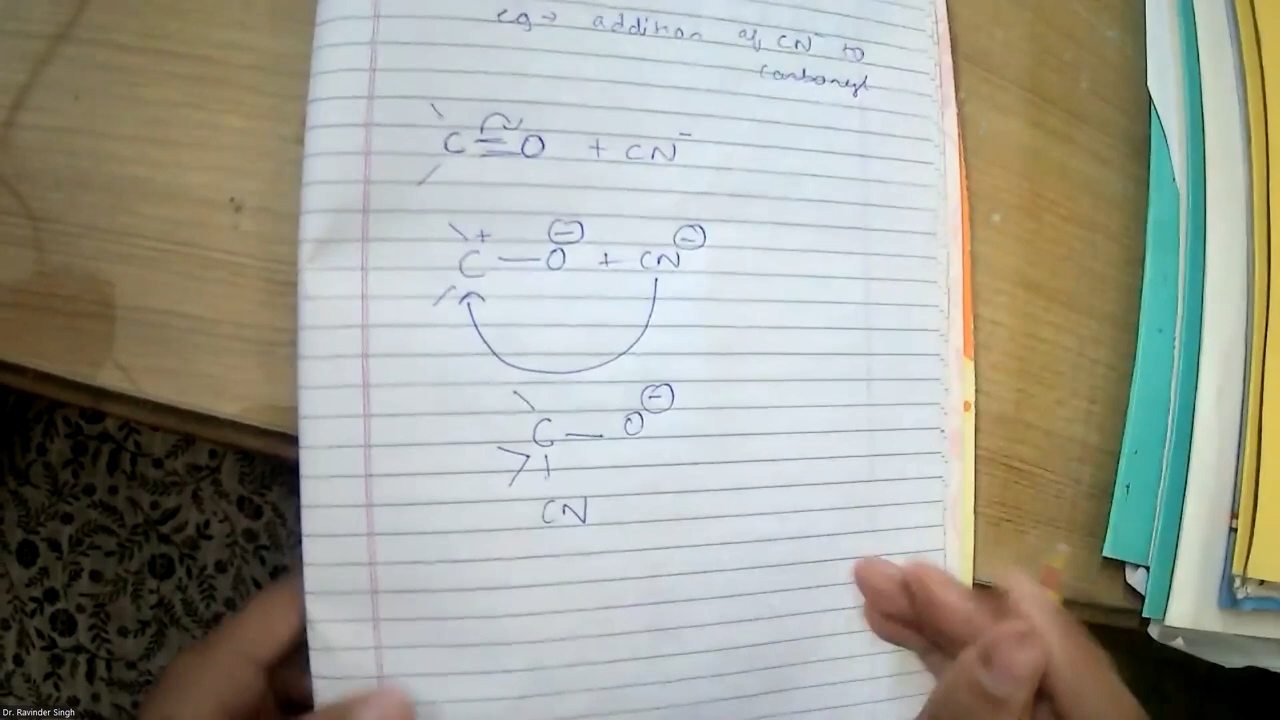 eg → addition of CN⁻ to
carbonyl
C=O + CN⁻
+ ⊖ ⊖
C — O + CN
⊖
C — O
CN
Dr. Ravinder Singh